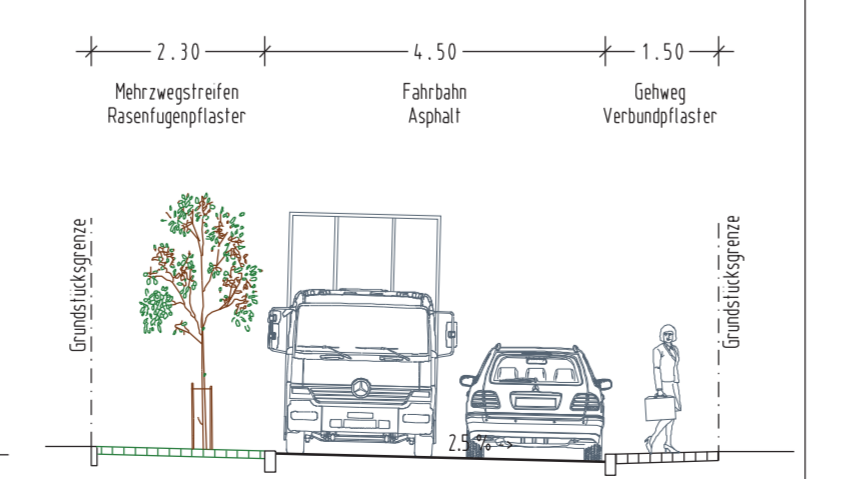 2.30
4.50
1.50
Mehrzwegstreifen
Rasenfugenpflaster
Fahrbahn
Asphalt
Gehweg
Verbundpflaster
Grundstücksgrenze
Grundstücksgrenze
2.5 %